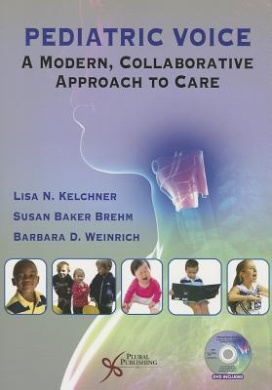 PEDIATRIC VOICE
A MODERN, COLLABORATIVE
APPROACH TO CARE
LISA N. KELCHNER
SUSAN BAKER BREHM
BARBARA D. WEINRICH
PLURAL
PUBLISHING
DVD INCLUDED